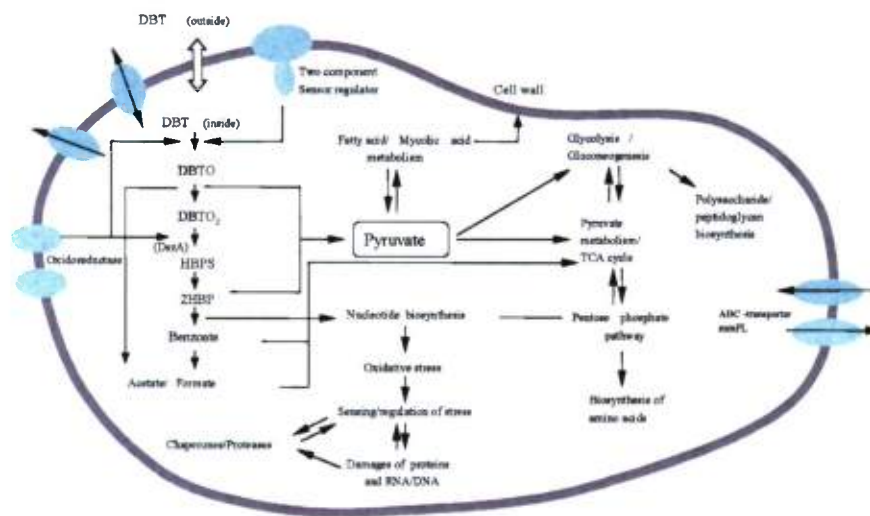 DBT (outside)
Two component
Sensor regulator
Cell wall
DBT (inside)
Fatty acid/ Mycolic acid
metabolism
Glycolysis /
Gluconeogenesis
DBTO
Polysaccharide/
peptidoglycan
biosynthesis
DBTO₂
Pyruvate
Pyruvate
metabolism/
TCA cycle
(DszA)
Oxidoreductase
HBPS
2HBP
Nucleotide biosynthesis
Pentose phosphate
pathway
ABC -transporter
mmPL
Benzoate
Oxidative stress
Acetate Formate
Biosynthesis of
amino acids
Sensing/regulation of stress
Chaperones/Proteases
Damages of proteins
and RNA/DNA